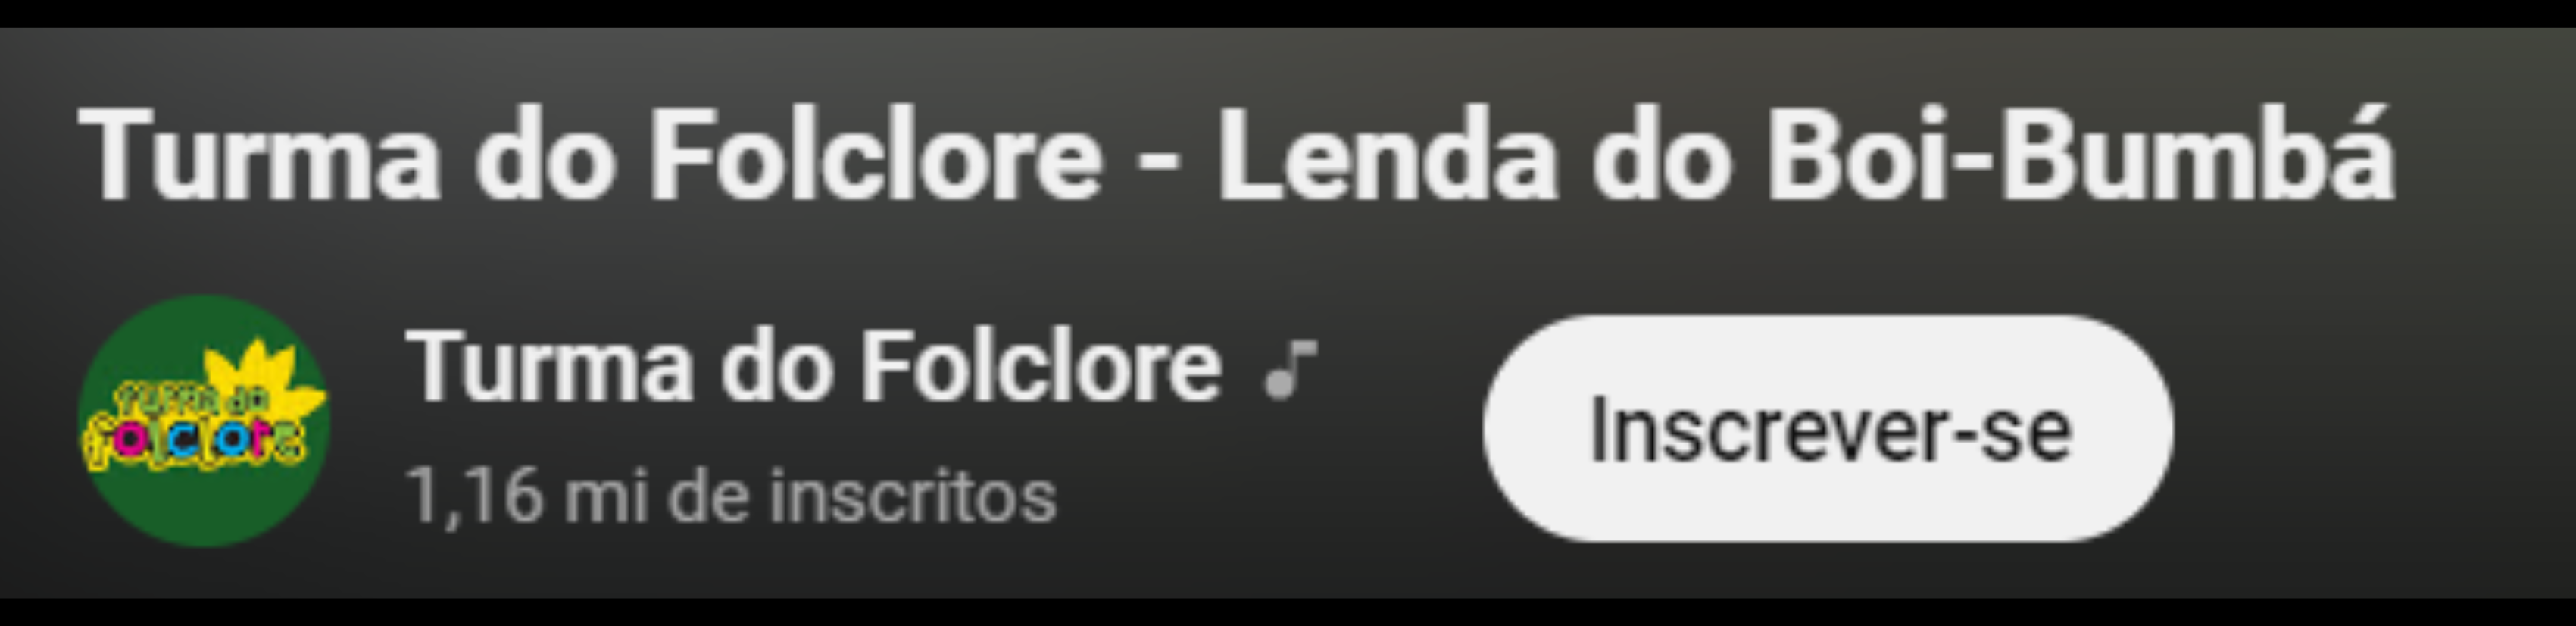 Turma do Folclore - Lenda do Boi-Bumbá
turma do
folclore
Turma do Folclore
1,16 mi de inscritos
Inscrever-se